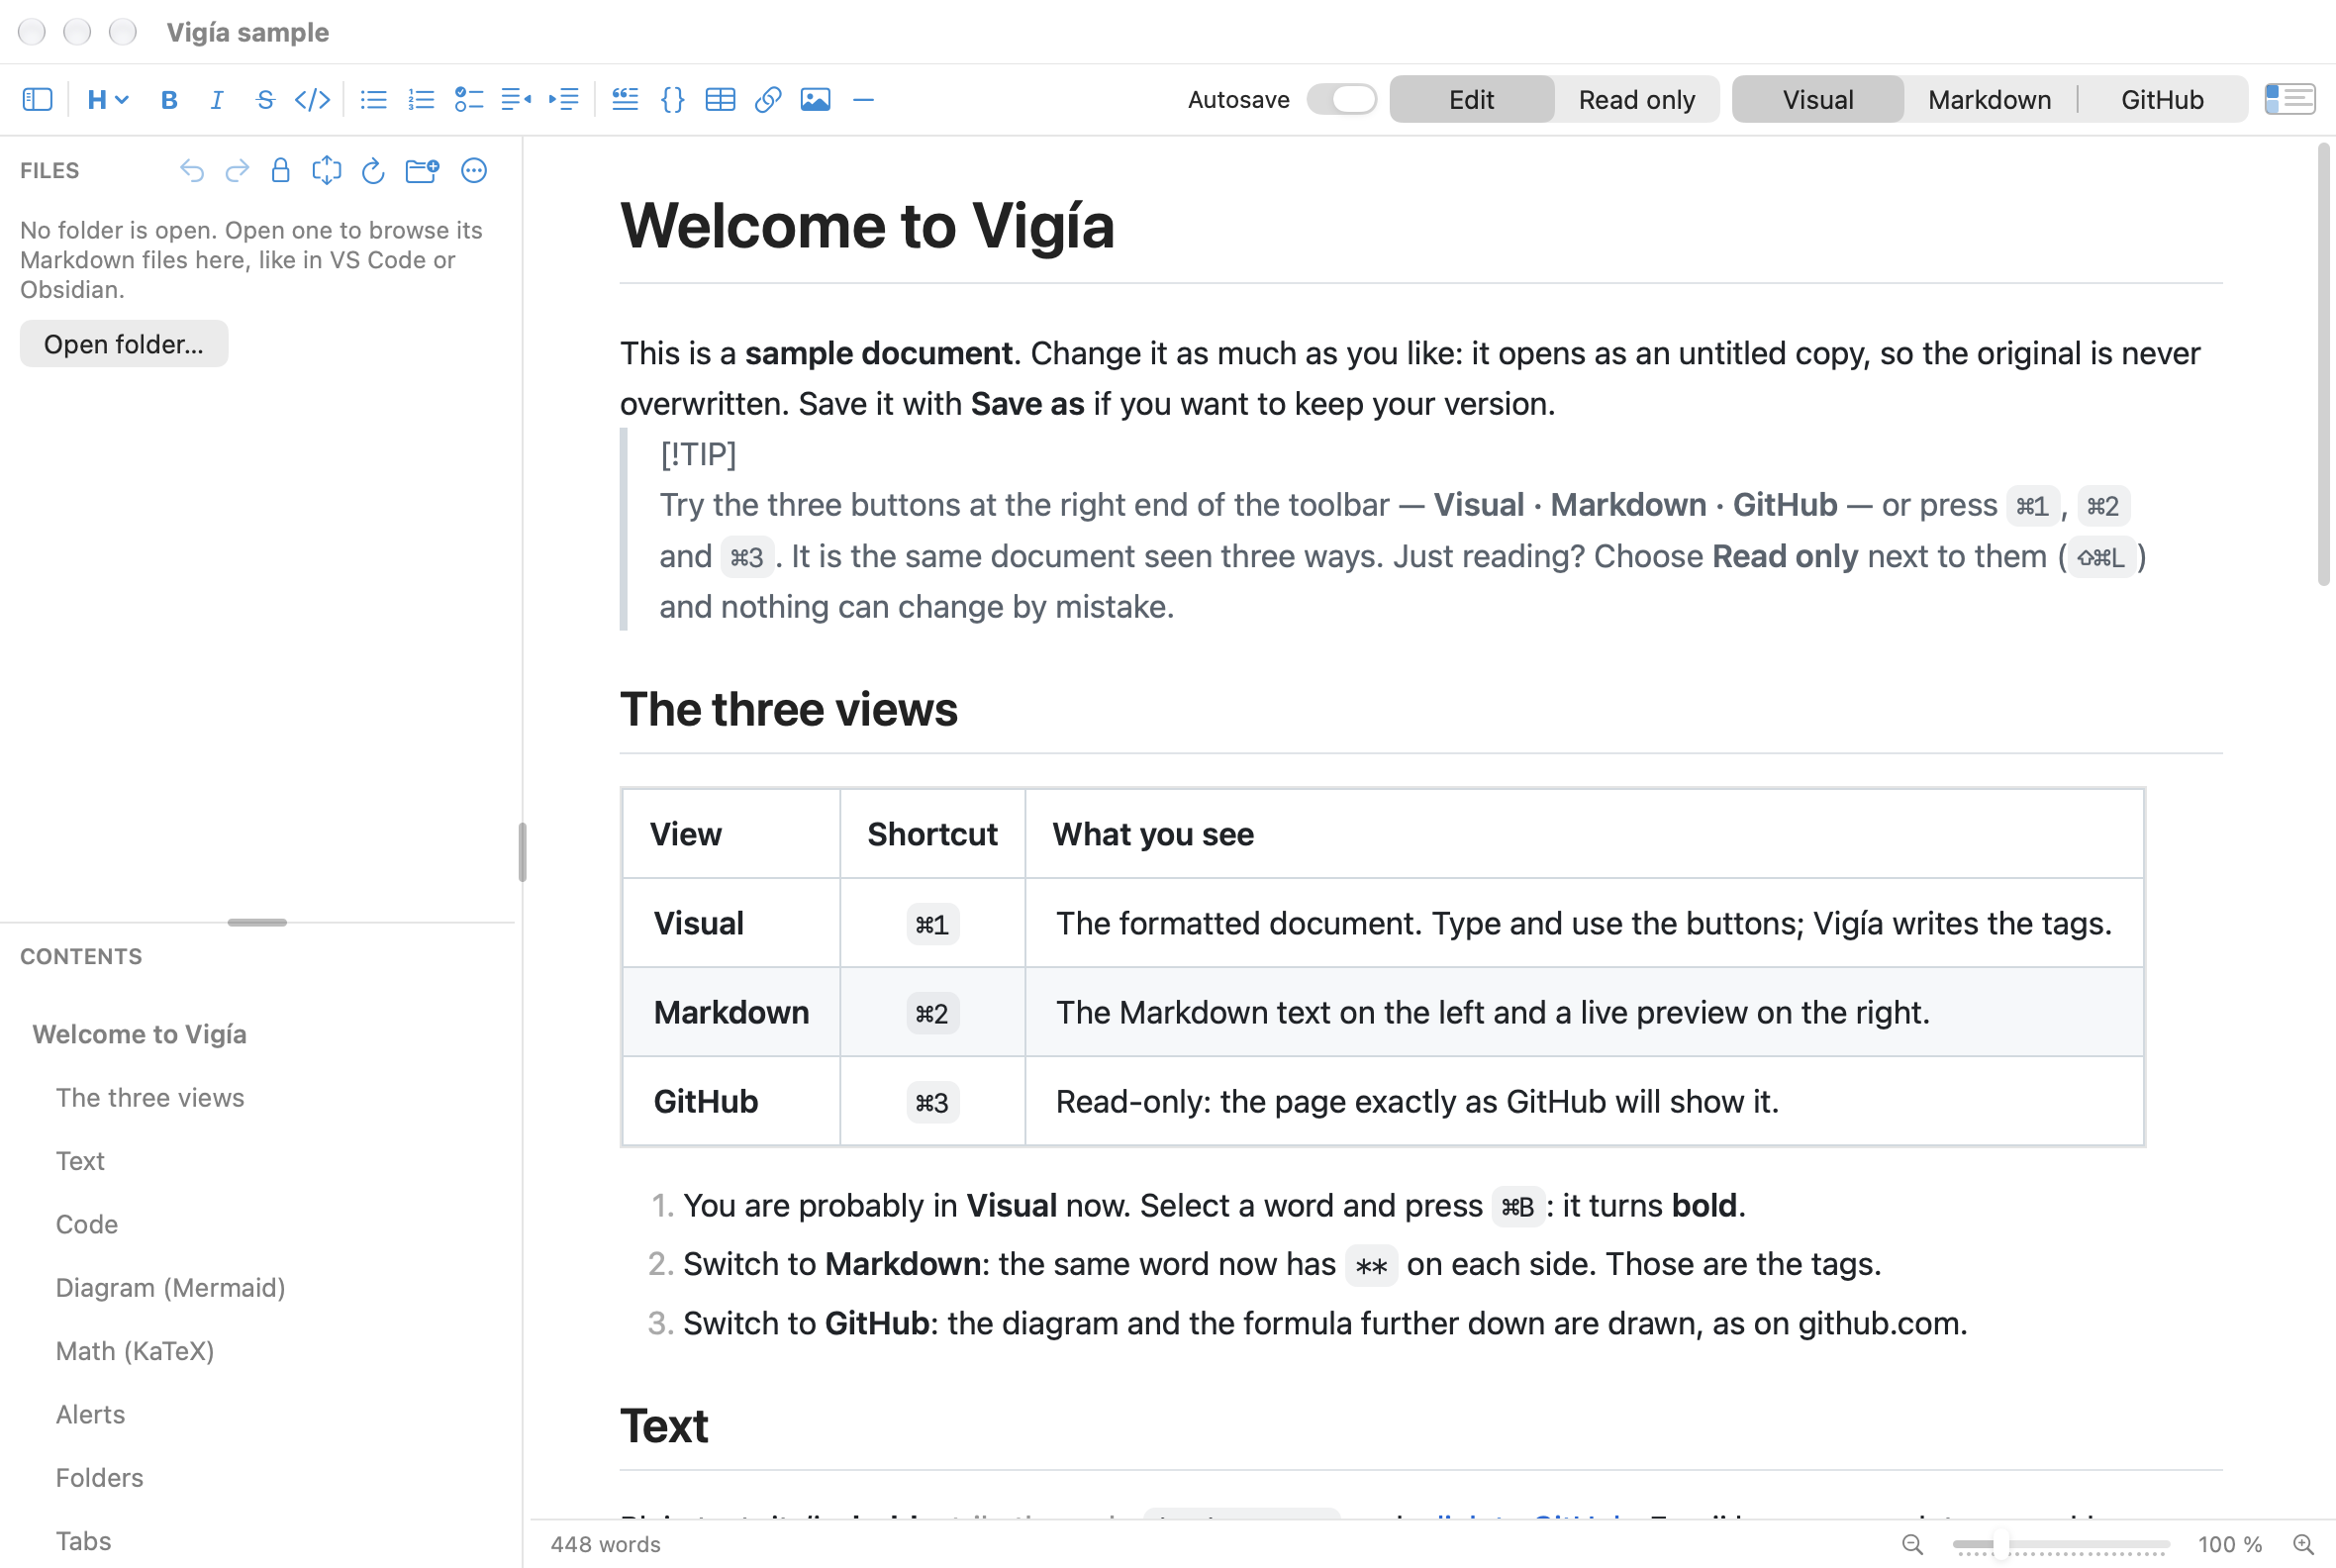 Vigía sample
H B I S </>
Autosave Edit Read only Visual Markdown GitHub
FILES
No folder is open. Open one to browse its
Markdown files here, like in VS Code or
Obsidian.
Open folder...
CONTENTS
Welcome to Vigía
The three views
Text
Code
Diagram (Mermaid)
Math (KaTeX)
Alerts
Folders
Tabs
Welcome to Vigía
This is a sample document. Change it as much as you like: it opens as an untitled copy, so the original is never
overwritten. Save it with Save as if you want to keep your version.
[!TIP]
Try the three buttons at the right end of the toolbar — Visual · Markdown · GitHub — or press ⌘1, ⌘2
and ⌘3. It is the same document seen three ways. Just reading? Choose Read only next to them (⇧⌘L)
and nothing can change by mistake.
The three views
View Shortcut What you see
Visual ⌘1 The formatted document. Type and use the buttons; Vigía writes the tags.
Markdown ⌘2 The Markdown text on the left and a live preview on the right.
GitHub ⌘3 Read-only: the page exactly as GitHub will show it.
1. You are probably in Visual now. Select a word and press ⌘B: it turns bold.
2. Switch to Markdown: the same word now has ** on each side. Those are the tags.
3. Switch to GitHub: the diagram and the formula further down are drawn, as on github.com.
Text
448 words
100 %